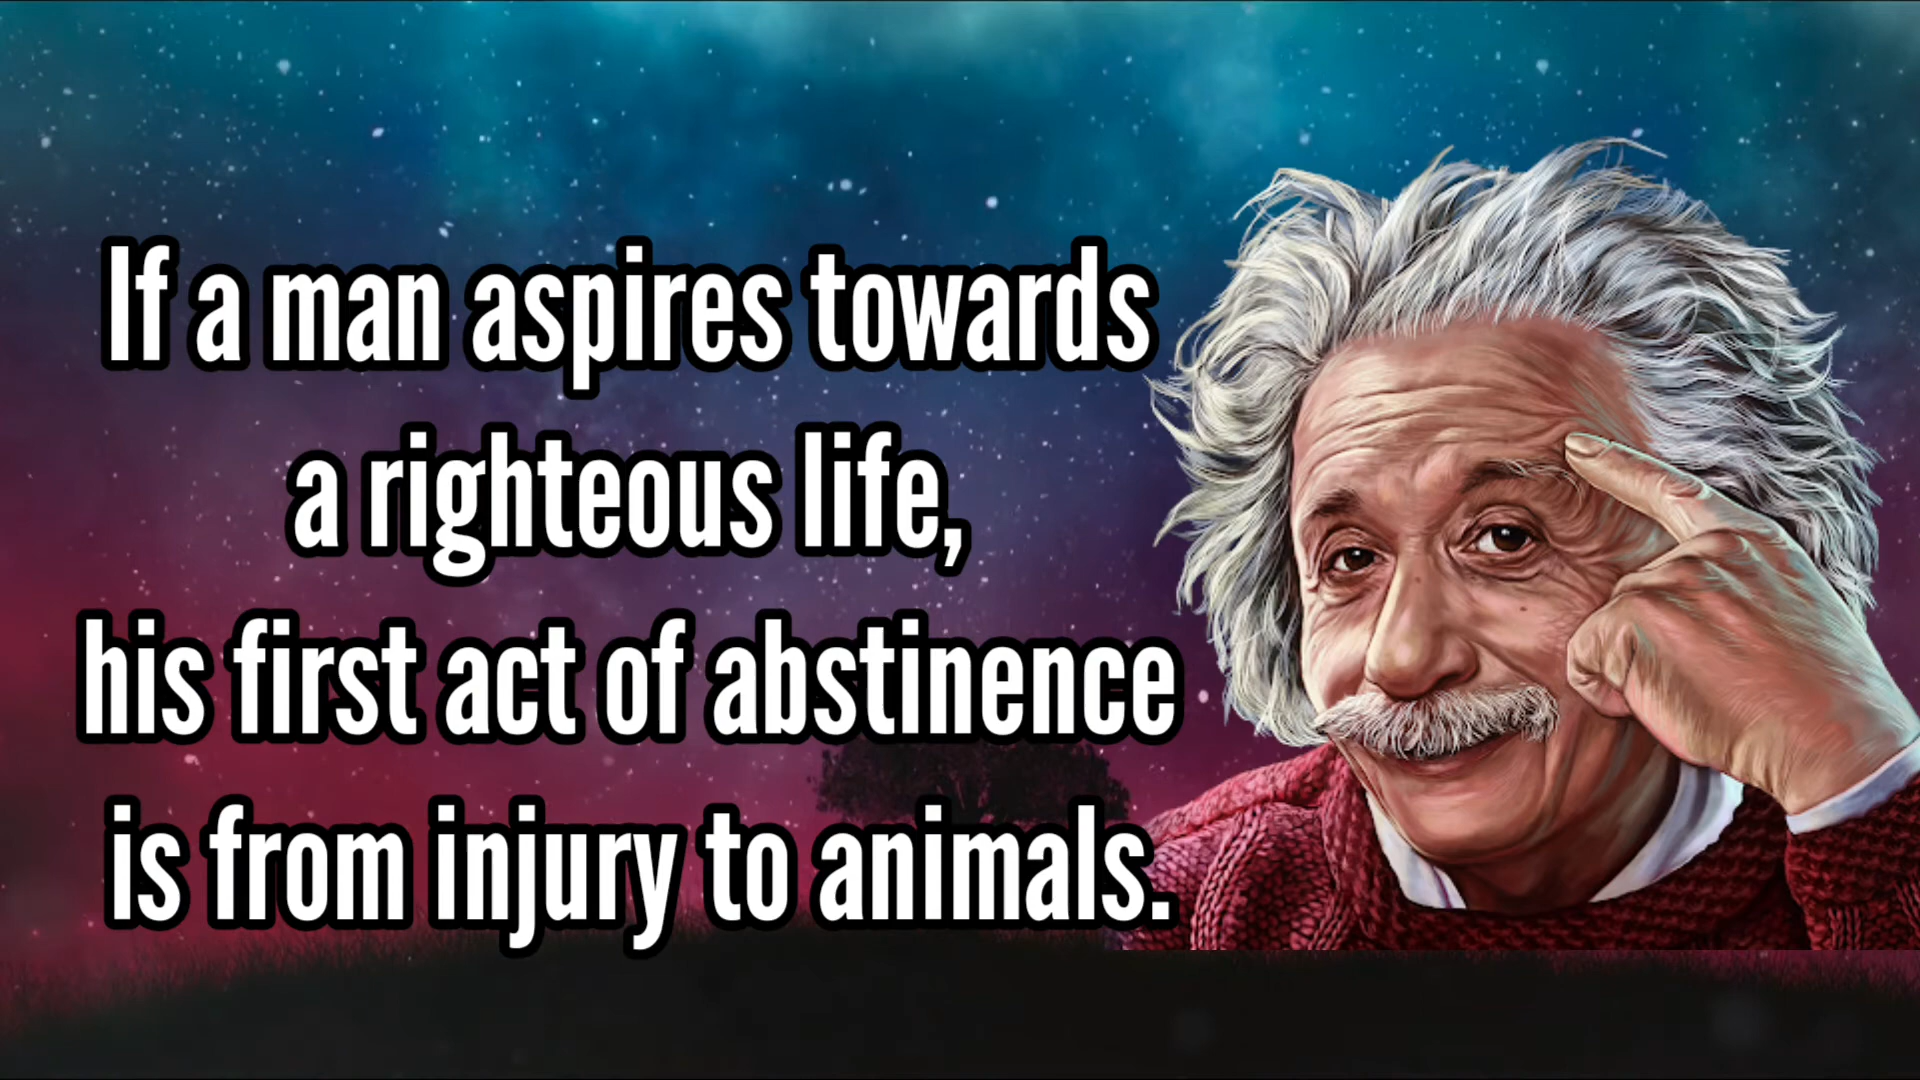 If a man aspires towards
a righteous life,
his first act of abstinence
is from injury to animals.